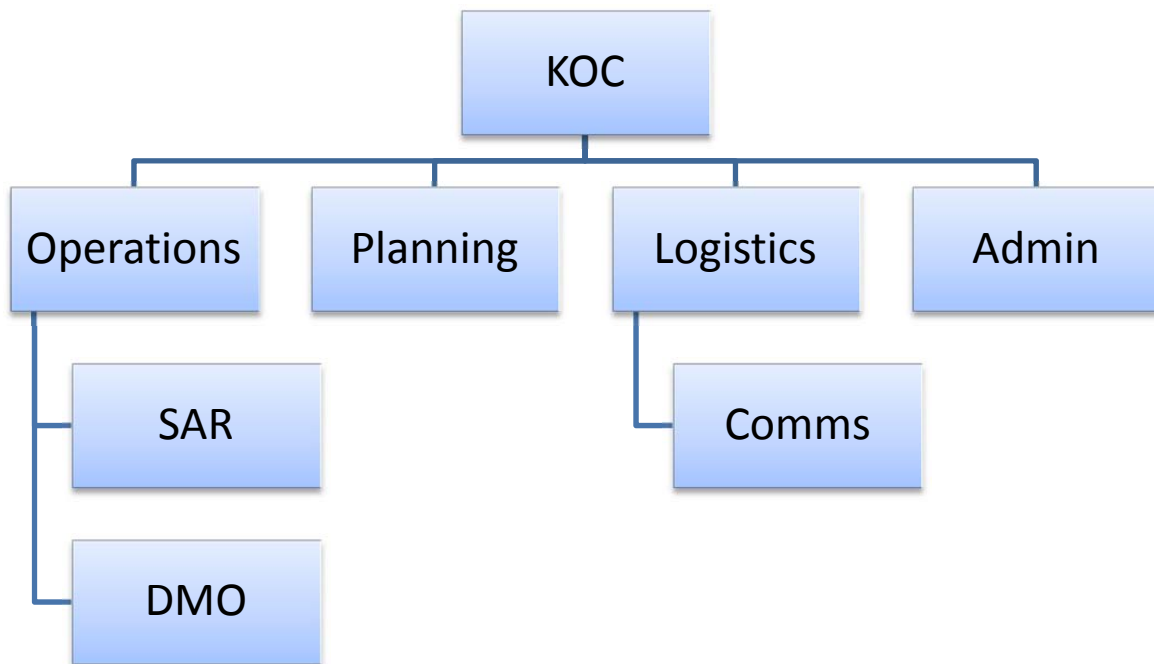 KOC
Operations
Planning
Logistics
Admin
SAR
Comms
DMO